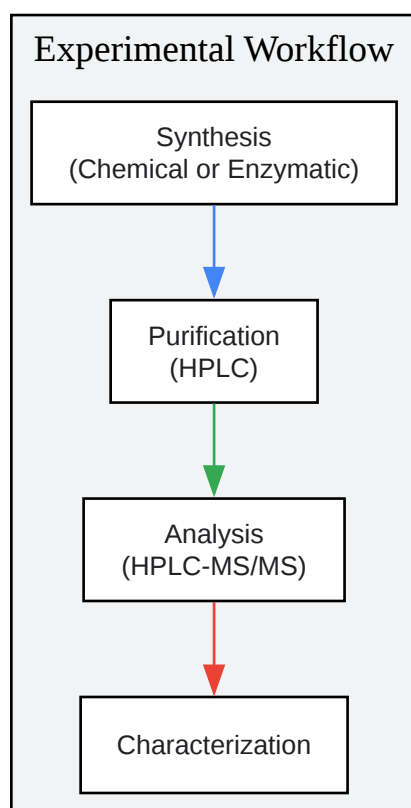 Experimental Workflow
Synthesis
(Chemical or Enzymatic)
Purification
(HPLC)
Analysis
(HPLC-MS/MS)
Characterization